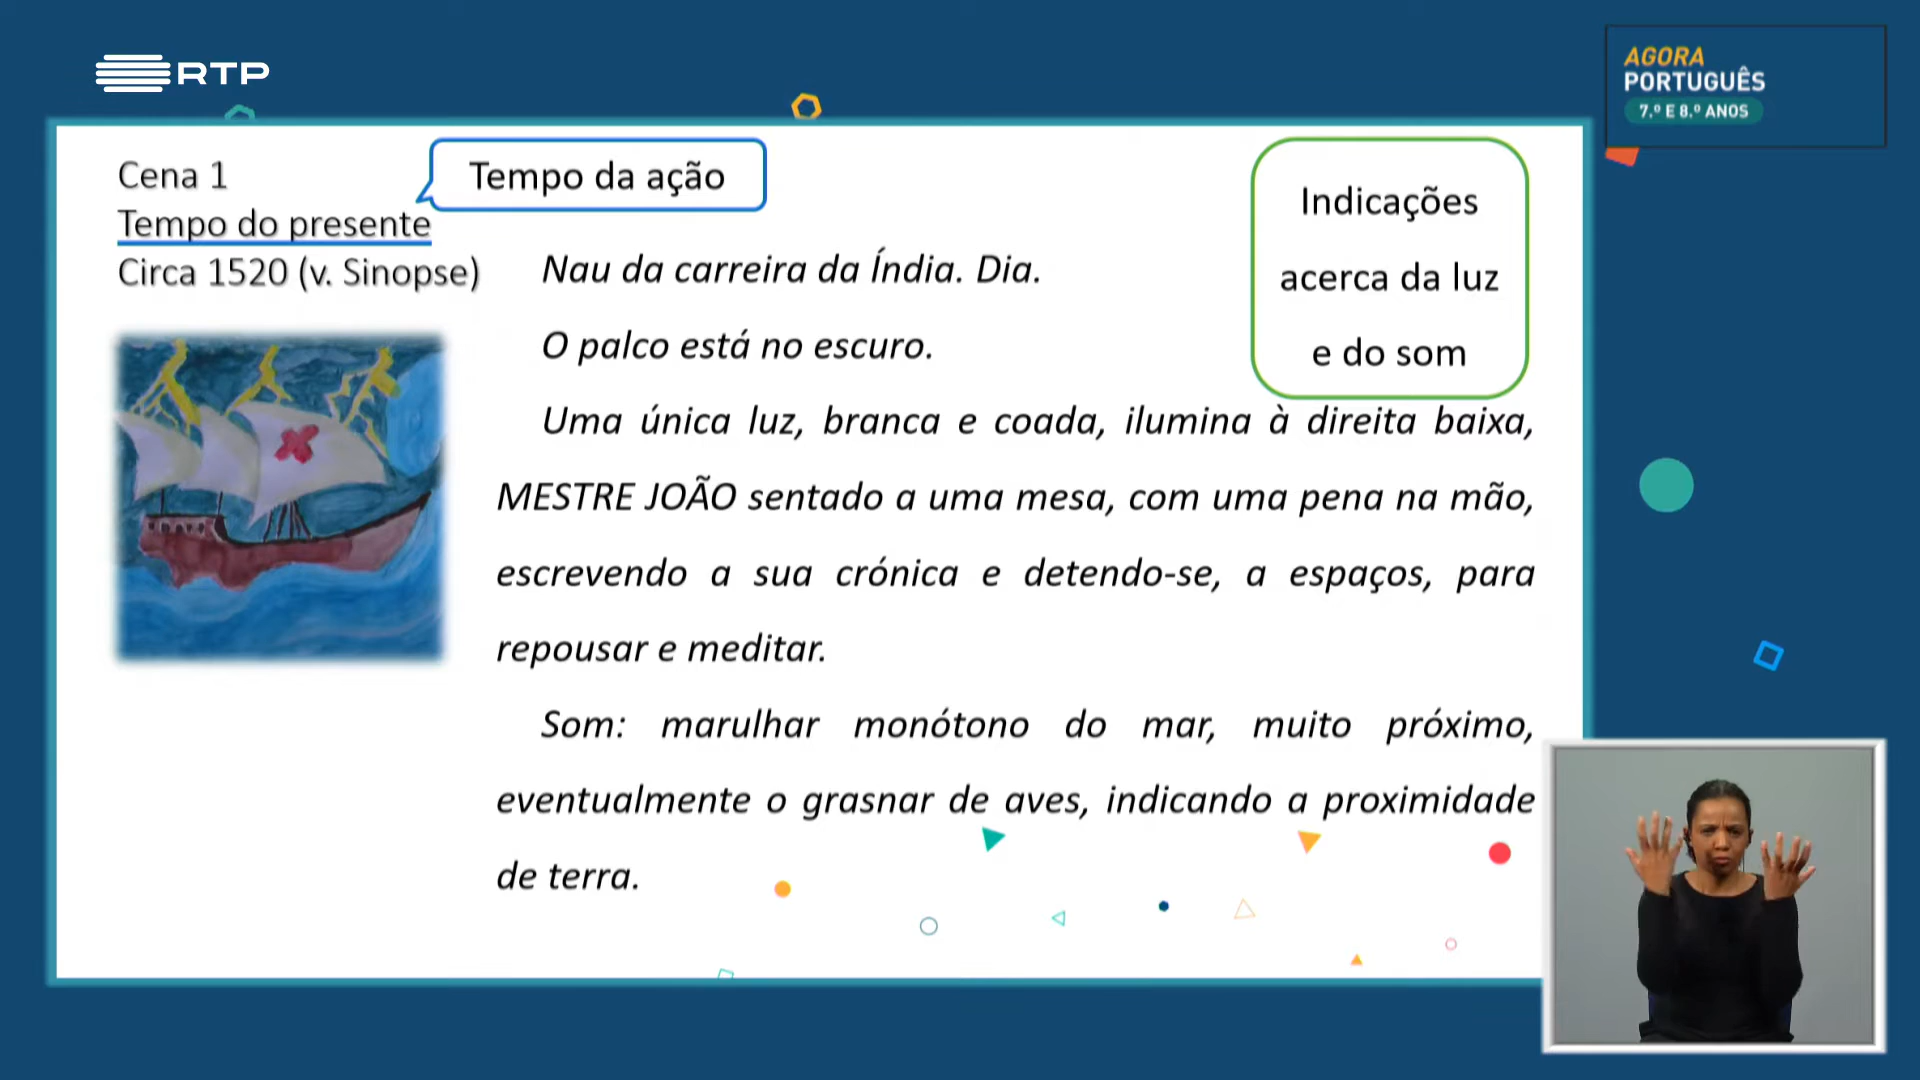 RTP
AGORA
PORTUGUÊS
7.º E 8.º ANOS
Cena 1
Tempo da ação
Tempo do presente
Circa 1520 (v. Sinopse)
Indicações
acerca da luz
e do som
Nau da carreira da Índia. Dia.
O palco está no escuro.
Uma única luz, branca e coada, ilumina à direita baixa,
MESTRE JOÃO sentado a uma mesa, com uma pena na mão,
escrevendo a sua crónica e detendo-se, a espaços, para
repousar e meditar.
Som: marulhar monótono do mar, muito próximo,
eventualmente o grasnar de aves, indicando a proximidade
de terra.